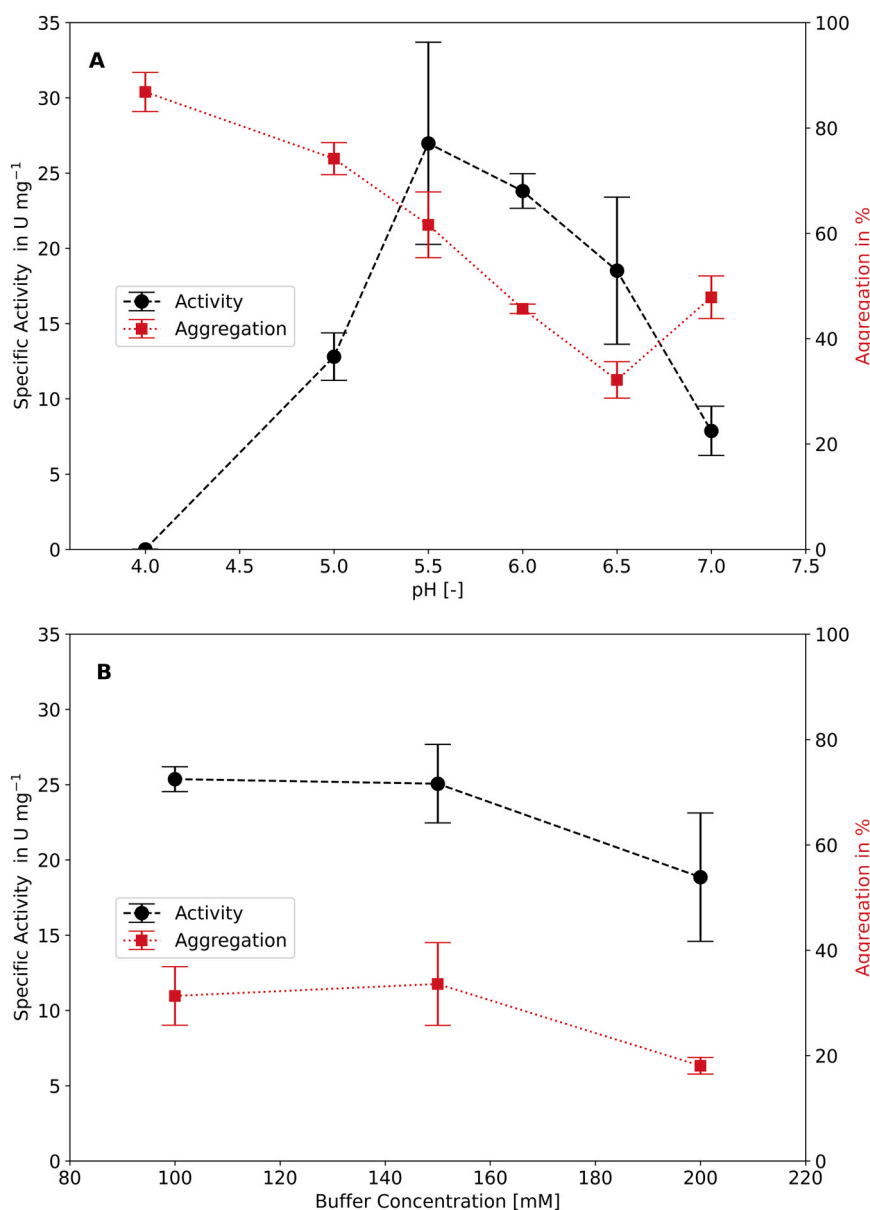 A
35
30
25
20
15
10
5
0
Specific Activity in U mg⁻¹
100
80
60
40
20
0
Aggregation in %
Activity
Aggregation
4.0 4.5 5.0 5.5 6.0 6.5 7.0 7.5
pH [-]
B
35
30
25
20
15
10
5
0
Specific Activity in U mg⁻¹
100
80
60
40
20
0
Aggregation in %
Activity
Aggregation
80 100 120 140 160 180 200 220
Buffer Concentration [mM]